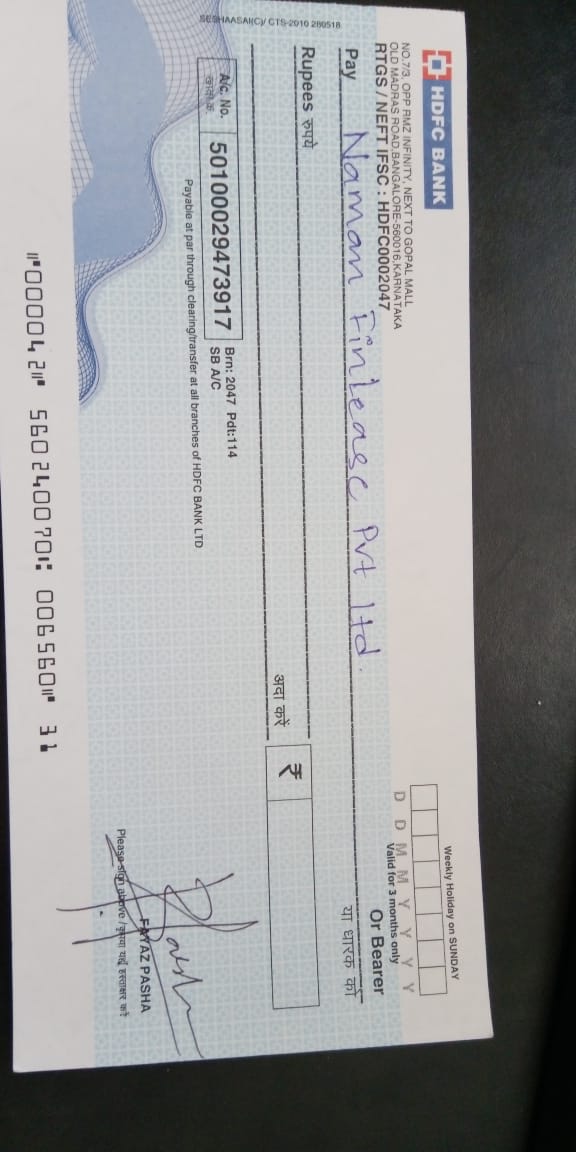 SESHAASAI(C)/ CTS-2010 280518
HDFC BANK
NO.7/3, OPP RMZ INFINITY, NEXT TO GOPAL MALL
OLD MADRAS ROAD,BANGALORE-560016,KARNATAKA
RTGS / NEFT IFSC : HDFC0002047
Weekly Holiday on SUNDAY
D D M M Y Y Y Y
Valid for 3 months only
Pay Naman Finlease Pvt ltd. Or Bearer
या धारक को
Rupees रुपये
अदा करें ₹
A/c. No. 50100029473917 Brn: 2047 Pdt:114
SB A/C
Payable at par through clearing/transfer at all branches of HDFC BANK LTD
FAYAZ PASHA
Please sign above / कृपया यहाँ हस्ताक्षर करें
⑈000042⑈ 560240070⑆ 006560⑈ 31